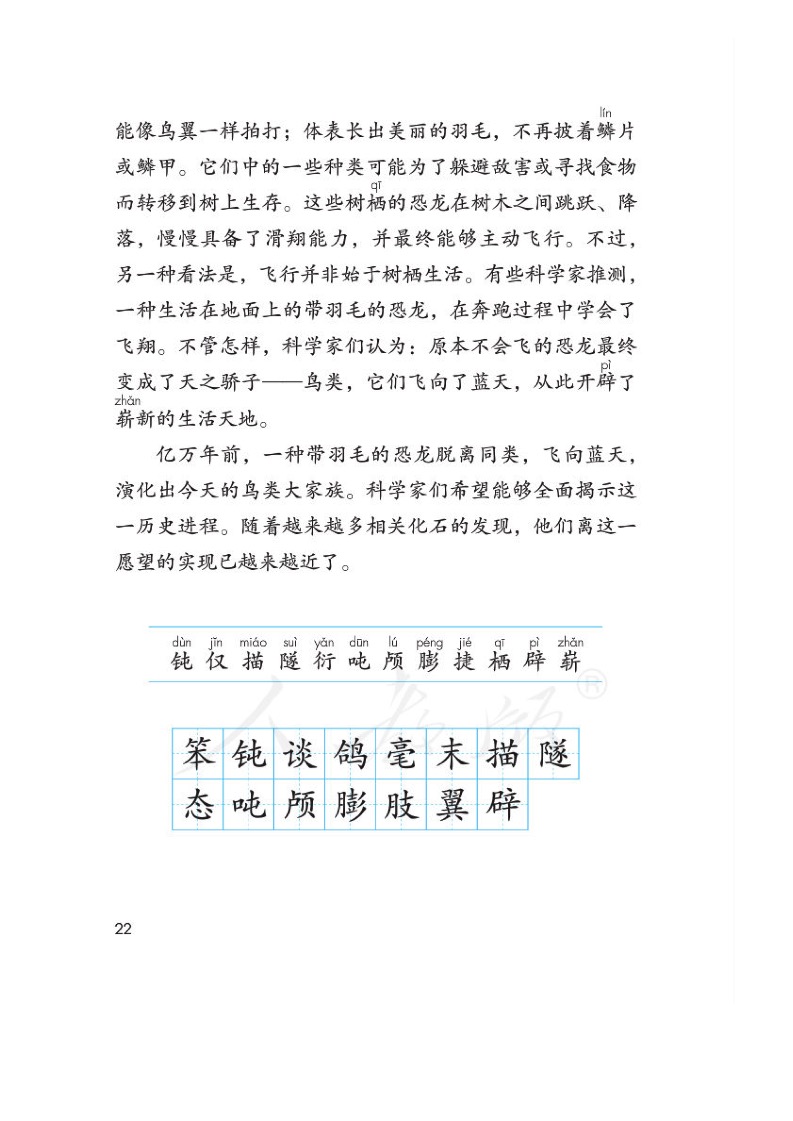 lín
能像鸟翼一样拍打；体表长出美丽的羽毛，不再披着鳞片
或鳞甲。它们中的一些种类可能为了躲避敌害或寻找食物
qī
而转移到树上生存。这些树栖的恐龙在树木之间跳跃、降
落，慢慢具备了滑翔能力，并最终能够主动飞行。不过，
另一种看法是，飞行并非始于树栖生活。有些科学家推测，
一种生活在地面上的带羽毛的恐龙，在奔跑过程中学会了
飞翔。不管怎样，科学家们认为：原本不会飞的恐龙最终
pì
变成了天之骄子——鸟类，它们飞向了蓝天，从此开辟了
zhǎn
崭新的生活天地。
亿万年前，一种带羽毛的恐龙脱离同类，飞向蓝天，
演化出今天的鸟类大家族。科学家们希望能够全面揭示这
一历史进程。随着越来越多相关化石的发现，他们离这一
愿望的实现已越来越近了。
dùn jǐn miáo suì yǎn dūn lú péng jié qī pì zhǎn
钝 仅 描 隧 衍 吨 颅 膨 捷 栖 辟 崭
人教版®
笨 钝 谈 鸽 毫 末 描 隧
态 吨 颅 膨 肢 翼 辟
22